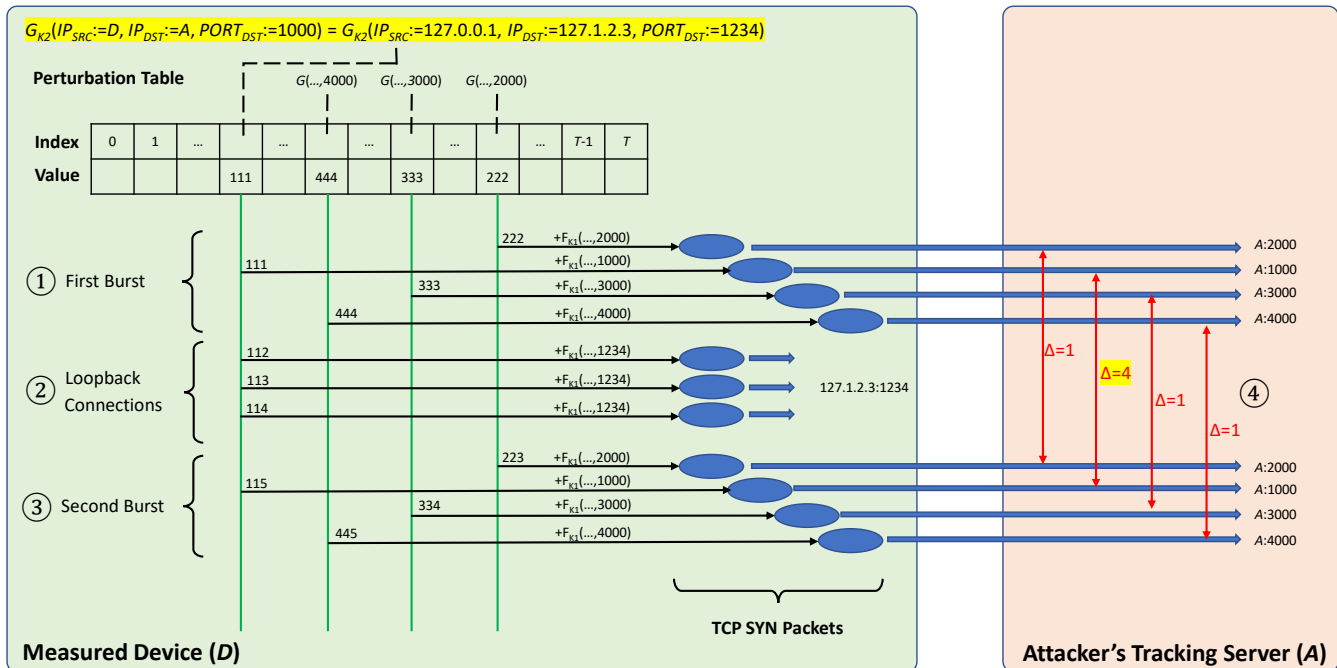 G_K2(IP_SRC:=D, IP_DST:=A, PORT_DST:=1000) = G_K2(IP_SRC:=127.0.0.1, IP_DST:=127.1.2.3, PORT_DST:=1234)
Perturbation Table
G(...,4000) G(...,3000) G(...,2000)
Index 0 1 ... ... ... ... ... T-1 T
Value 111 444 333 222
222 +F_K1(...,2000) A:2000
111 +F_K1(...,1000) A:1000
① First Burst
333 +F_K1(...,3000) A:3000
444 +F_K1(...,4000) A:4000
112 +F_K1(...,1234)
Δ=1
② Loopback Connections
113 +F_K1(...,1234) 127.1.2.3:1234
Δ=4
④
114 +F_K1(...,1234)
Δ=1
Δ=1
223 +F_K1(...,2000) A:2000
115 +F_K1(...,1000) A:1000
③ Second Burst
334 +F_K1(...,3000) A:3000
445 +F_K1(...,4000) A:4000
TCP SYN Packets
Measured Device (D)
Attacker's Tracking Server (A)